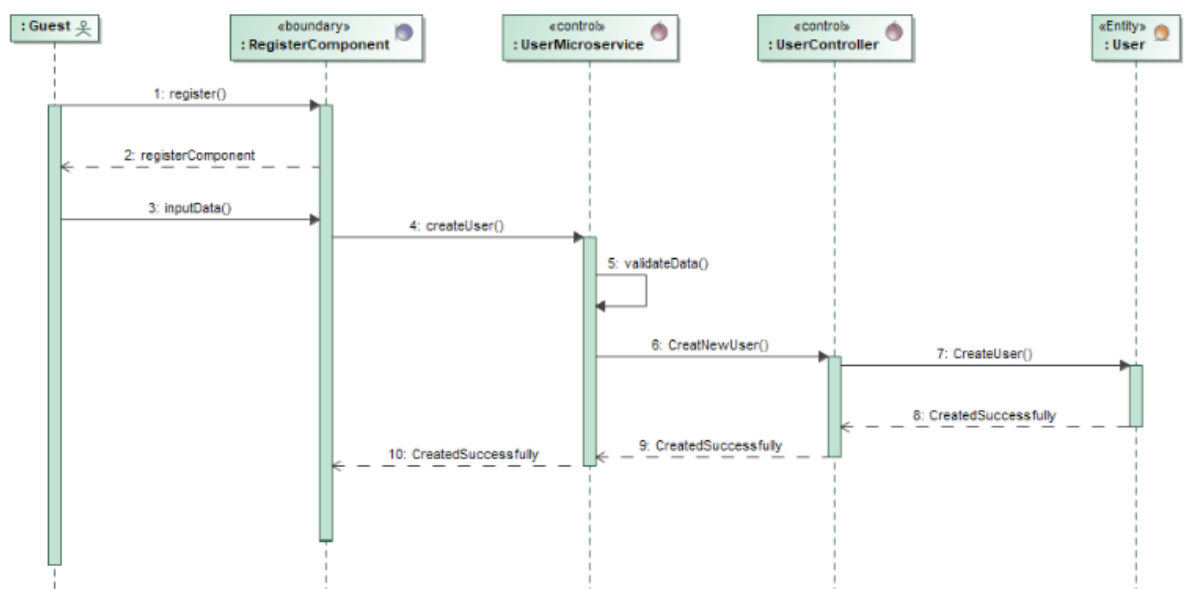 : Guest
«boundary»
: RegisterComponent
«control»
: UserMicroservice
«control»
: UserController
«Entity»
: User
1: register()
2: registerComponent
3: inputData()
4: createUser()
5: validateData()
6: CreatNewUser()
7: CreateUser()
8: CreatedSuccessfully
9: CreatedSuccessfully
10: CreatedSuccessfully